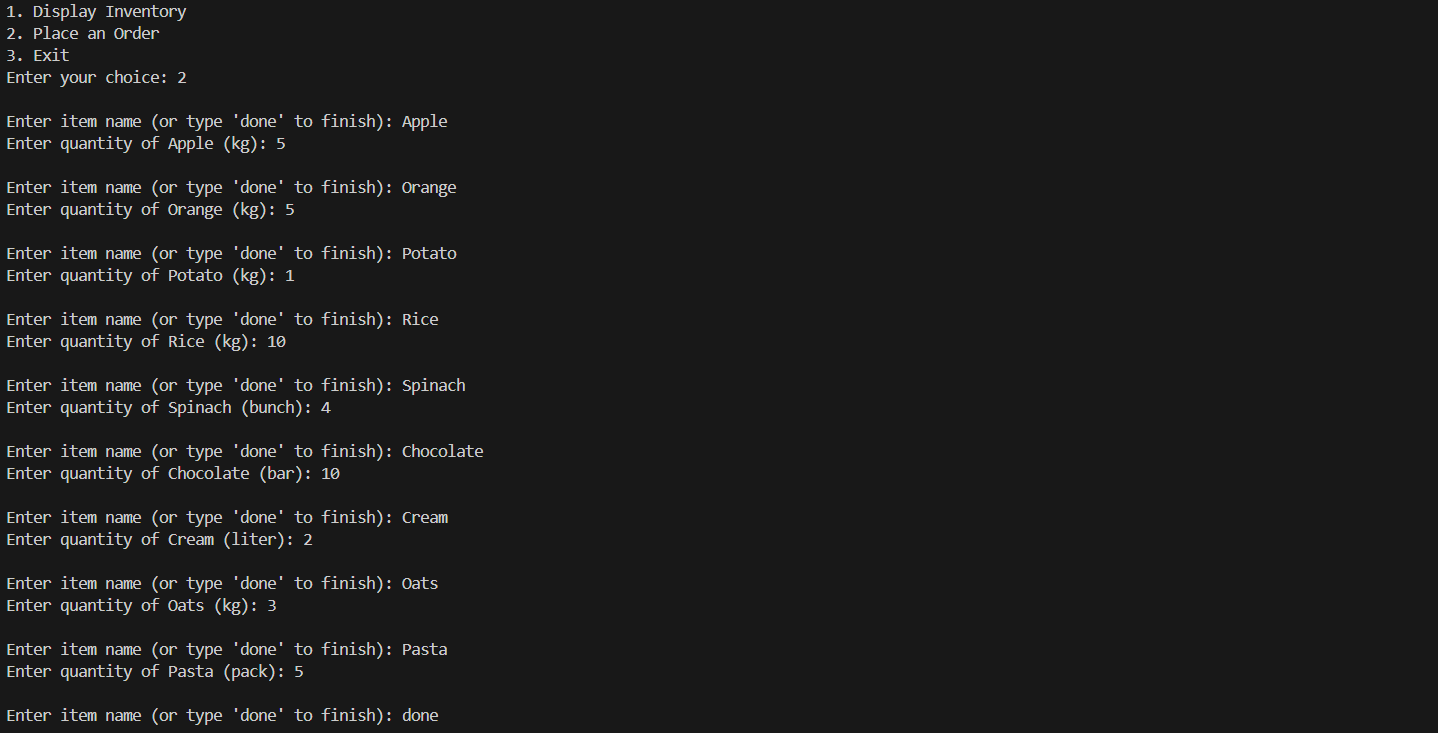 1. Display Inventory
2. Place an Order
3. Exit
Enter your choice: 2
Enter item name (or type 'done' to finish): Apple
Enter quantity of Apple (kg): 5
Enter item name (or type 'done' to finish): Orange
Enter quantity of Orange (kg): 5
Enter item name (or type 'done' to finish): Potato
Enter quantity of Potato (kg): 1
Enter item name (or type 'done' to finish): Rice
Enter quantity of Rice (kg): 10
Enter item name (or type 'done' to finish): Spinach
Enter quantity of Spinach (bunch): 4
Enter item name (or type 'done' to finish): Chocolate
Enter quantity of Chocolate (bar): 10
Enter item name (or type 'done' to finish): Cream
Enter quantity of Cream (liter): 2
Enter item name (or type 'done' to finish): Oats
Enter quantity of Oats (kg): 3
Enter item name (or type 'done' to finish): Pasta
Enter quantity of Pasta (pack): 5
Enter item name (or type 'done' to finish): done